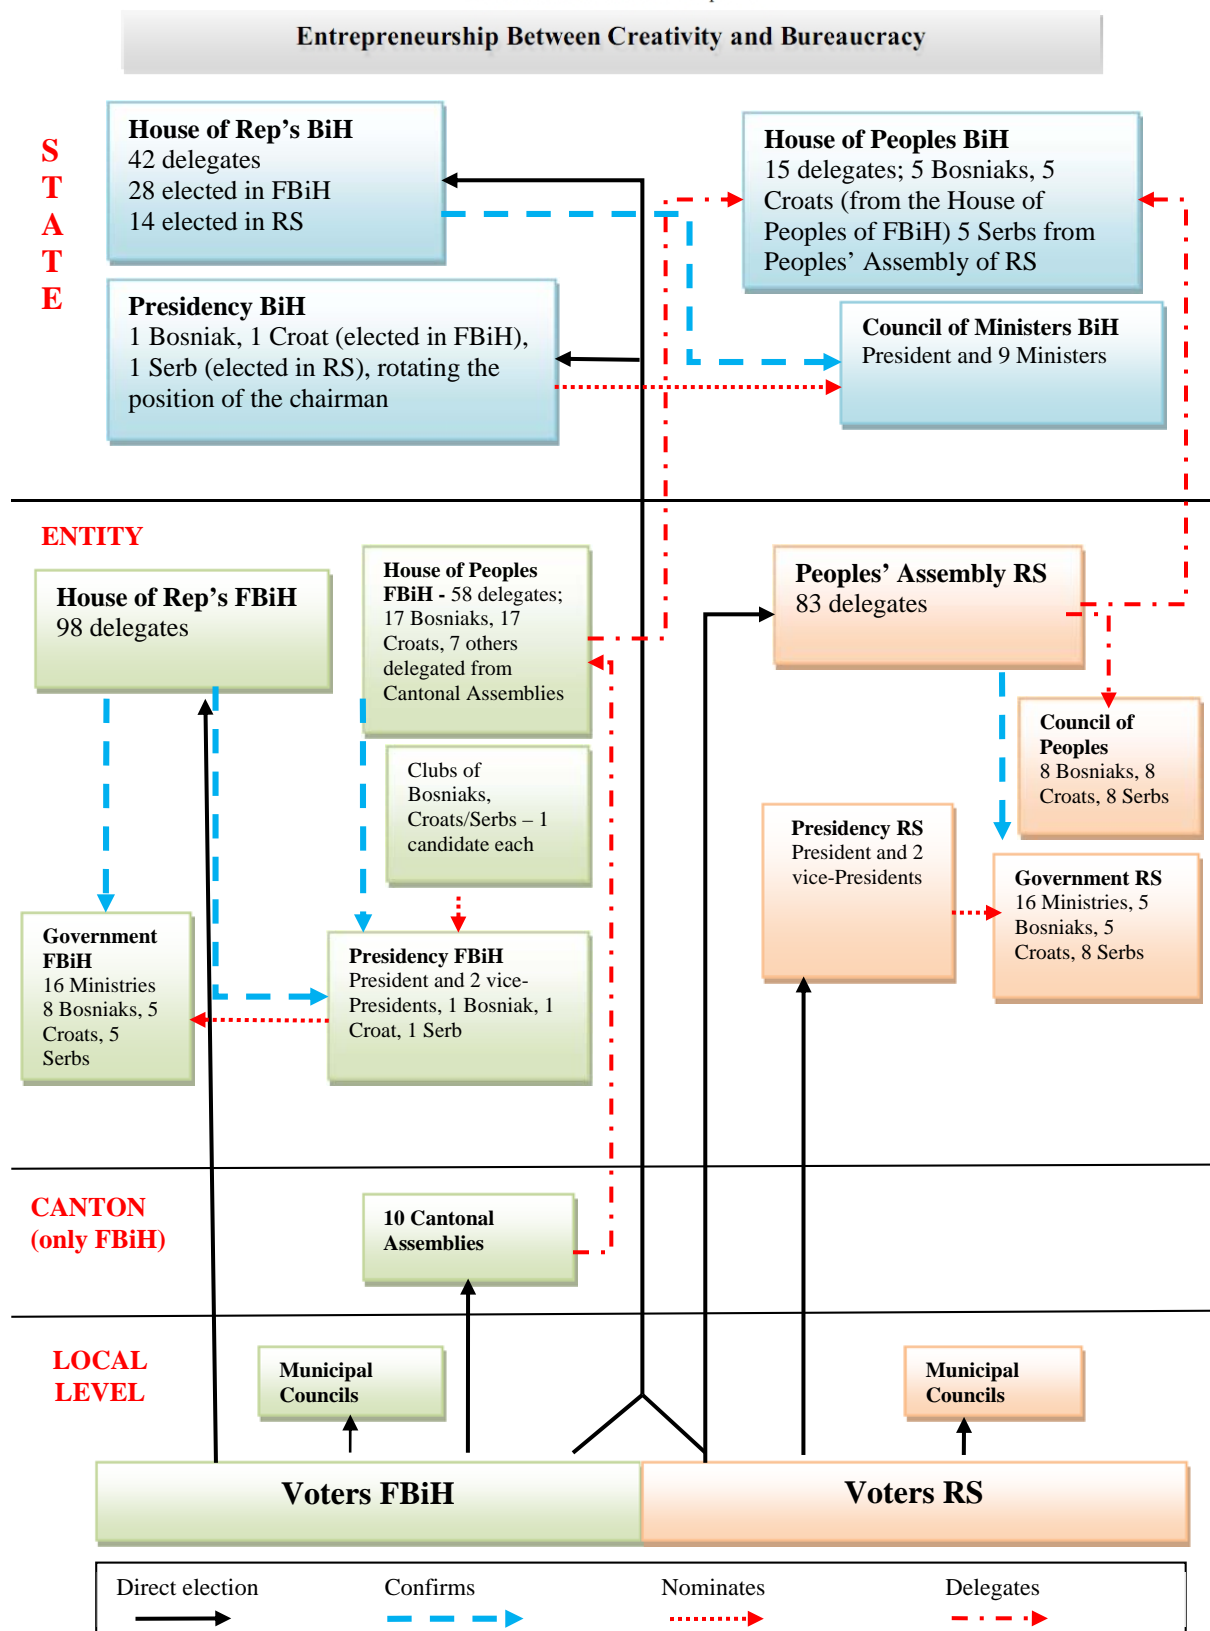 Entrepreneurship Between Creativity and Bureaucracy
S
T
A
T
E
House of Rep's BiH
42 delegates
28 elected in FBiH
14 elected in RS
House of Peoples BiH
15 delegates; 5 Bosniaks, 5
Croats (from the House of
Peoples of FBiH) 5 Serbs from
Peoples’ Assembly of RS
Presidency BiH
1 Bosniak, 1 Croat (elected in FBiH),
1 Serb (elected in RS), rotating the
position of the chairman
Council of Ministers BiH
President and 9 Ministers
ENTITY
House of Rep's FBiH
98 delegates
House of Peoples
FBiH - 58 delegates;
17 Bosniaks, 17
Croats, 7 others
delegated from
Cantonal Assemblies
Peoples’ Assembly RS
83 delegates
Council of
Peoples
8 Bosniaks, 8
Croats, 8 Serbs
Clubs of
Bosniaks,
Croats/Serbs – 1
candidate each
Presidency RS
President and 2
vice-Presidents
Government RS
16 Ministries, 5
Bosniaks, 5
Croats, 8 Serbs
Government
FBiH
16 Ministries
8 Bosniaks, 5
Croats, 5
Serbs
Presidency FBiH
President and 2 vice-
Presidents, 1 Bosniak, 1
Croat, 1 Serb
CANTON
(only FBiH)
10 Cantonal
Assemblies
LOCAL
LEVEL
Municipal
Councils
Municipal
Councils
Voters FBiH
Voters RS
Direct election
Confirms
Nominates
Delegates